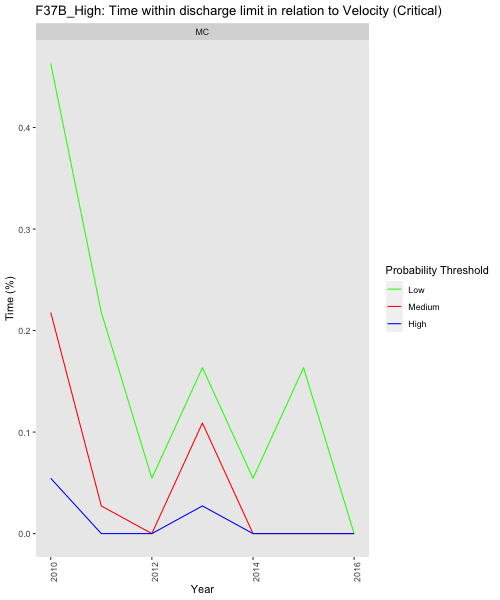 F37B_High: Time within discharge limit in relation to Velocity (Critical)
MC
Time (%)
0.4
0.3
0.2
0.1
0.0
2010
2012
2014
2016
Year
Probability Threshold
Low
Medium
High